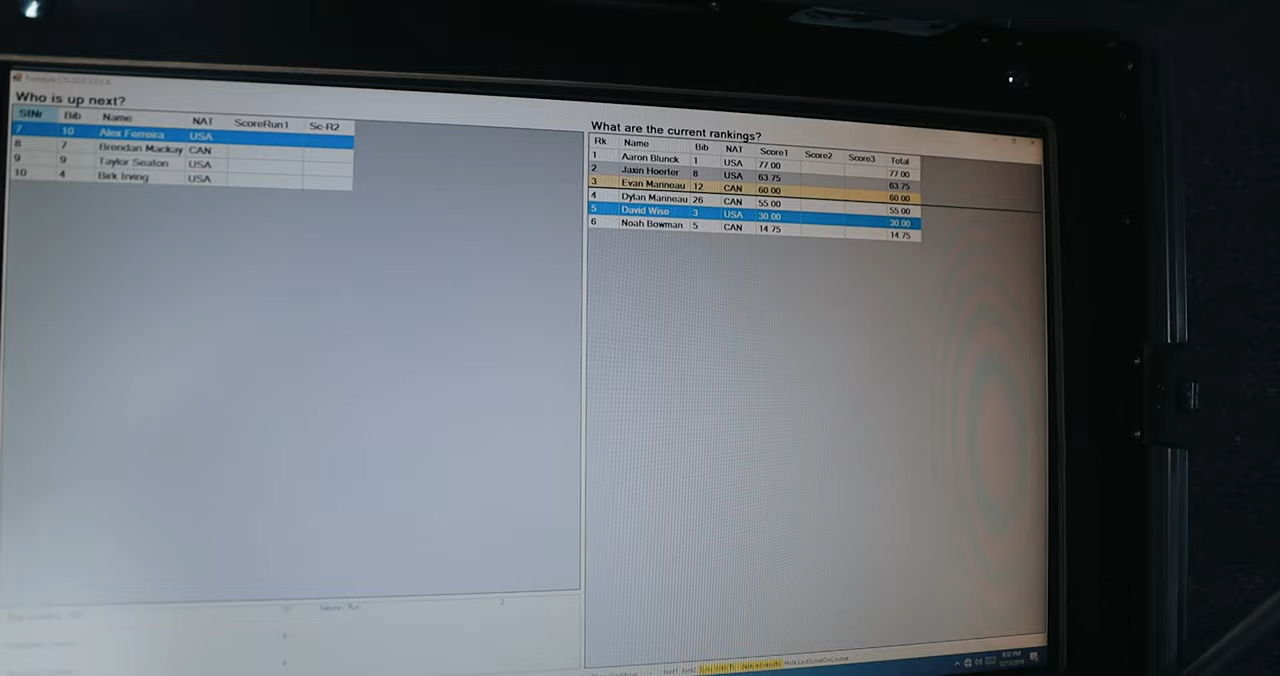 Who is up next?
StNr Bib Name NAT ScoreRun1 Sc-R2
7 10 Alex Ferreira USA
8 7 Brendan Mackay CAN
9 9 Taylor Seaton USA
10 4 Birk Irving USA
What are the current rankings?
Rk Name Bib NAT Score1 Score2 Score3 Total
1 Aaron Blunck 1 USA 77.00 77.00
2 Jaxin Hoerter 8 USA 63.75 63.75
3 Evan Marineau 12 CAN 60.00 60.00
4 Dylan Marineau 26 CAN 55.00 55.00
5 David Wise 3 USA 30.00 30.00
6 Noah Bowman 5 CAN 14.75 14.75
8:32 PM